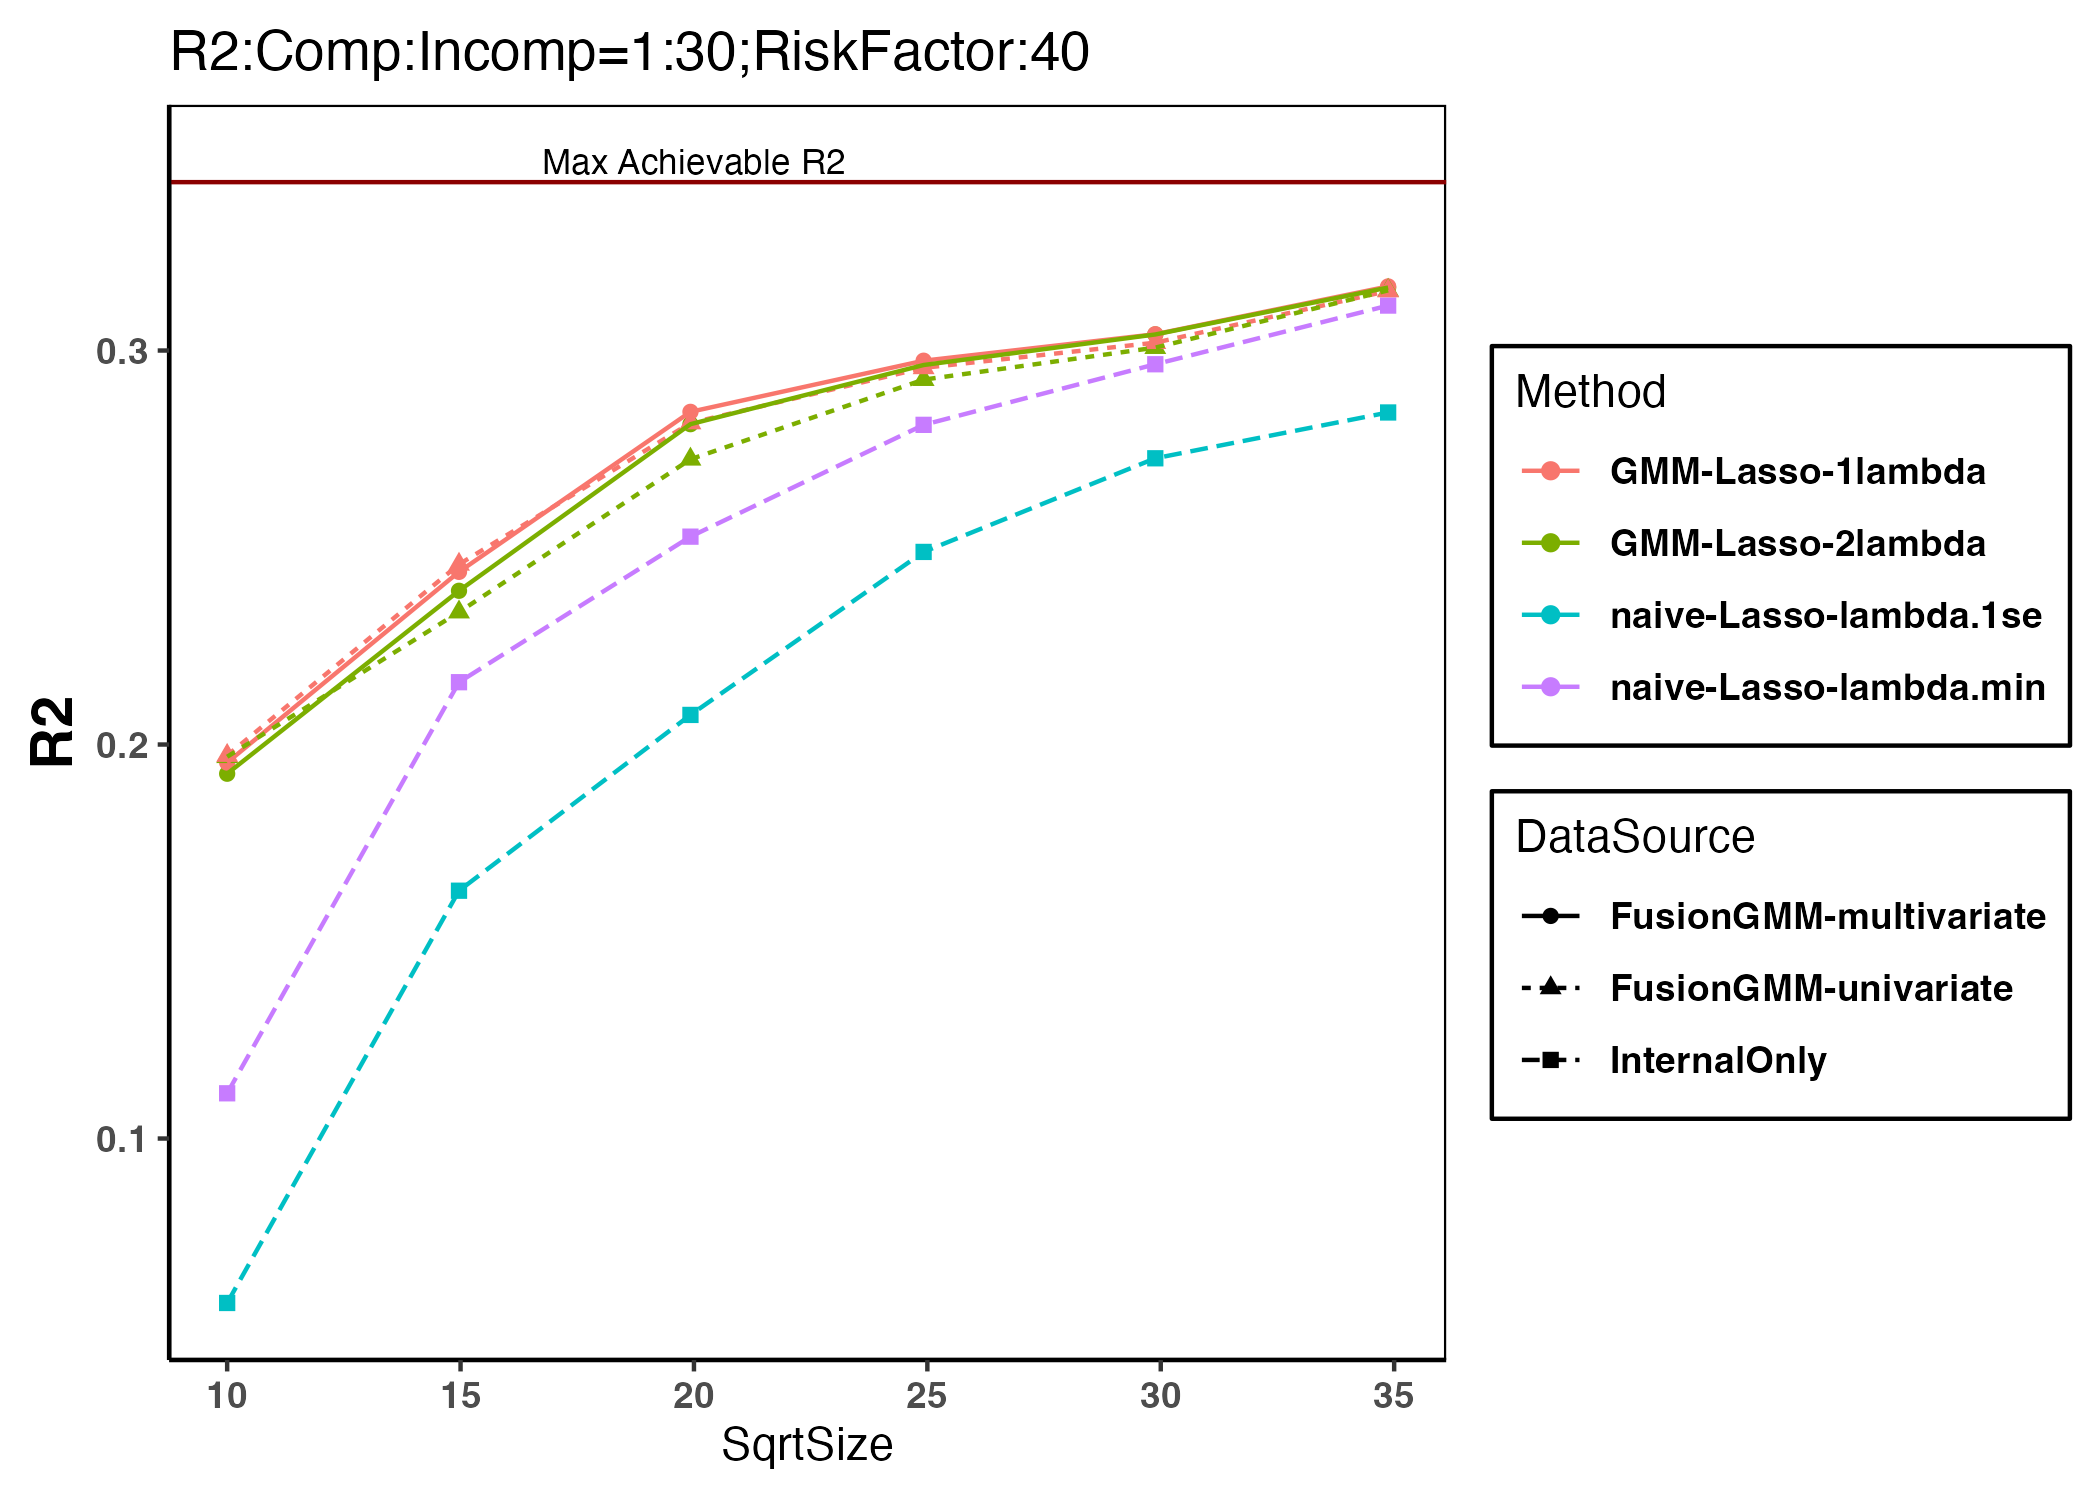 R2:Comp:Incomp=1:30;RiskFactor:40
Max Achievable R2
R2
0.3
0.2
0.1
10 15 20 25 30 35
SqrtSize
Method
GMM-Lasso-1lambda
GMM-Lasso-2lambda
naive-Lasso-lambda.1se
naive-Lasso-lambda.min
DataSource
FusionGMM-multivariate
FusionGMM-univariate
InternalOnly